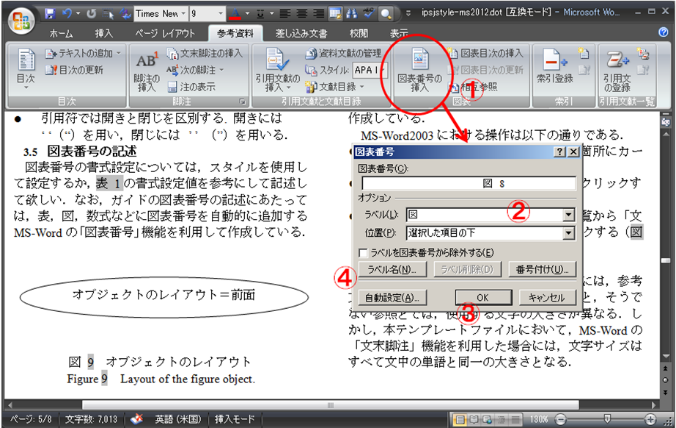 Times New 9
ipsjstyle-ms2012.dot [互換モード] - Microsoft Wo...
ホーム 挿入 ページ レイアウト 参考資料 差し込み文書 校閲 表示
目次
テキストの追加
目次の更新
目次
AB¹
脚注の挿入
文末脚注の挿入
次の脚注
注の表示
脚注
引用文献の挿入
資料文献の管理
スタイル: APA
文献目録
引用文献と文献目録
図表番号の挿入
図表目次の挿入
図表目次の更新
相互参照
図表
①
索引登録
索引
引用文の登録
引用文献一覧
● 引用符では開きと閉じを区別する. 開きには
“ (“) を用い, 閉じには ” (”) を用いる.
3.5 図表番号の記述
図表番号の書式設定については，スタイルを使用し
て設定するか, 表 1 の書式設定値を参考にして記述し
て欲しい．なお，ガイドの図表番号の記述にあたって
は，表，図，数式などに図表番号を自動的に追加する
MS-Word の「図表番号」機能を利用して作成している．
オブジェクトのレイアウト＝前面
図 9 オブジェクトのレイアウト
Figure 9 Layout of the figure object.
作成している．
MS-Word2003 における操作は以下の通りである．
箇所にカー
クリックす
覧から「文
クする（図
には，参考
と，そうで
ない参照とでは，使用する文字の大きさが異なる．し
かし，本テンプレートファイルにおいて，MS-Word の
「文末脚注」機能を利用した場合には，文字サイズは
すべて文中の単語と同一の大きさとなる．
図表番号
図表番号(C):
図 8
オプション
ラベル(L): 図
②
位置(P): 選択した項目の下
ラベルを図表番号から除外する(E)
ラベル名(N)... ラベル削除(D) 番号付け(U)...
④
自動設定(A)... OK キャンセル
③
ページ: 5/8 文字数: 7,013 英語 (米国) 挿入モード 130%